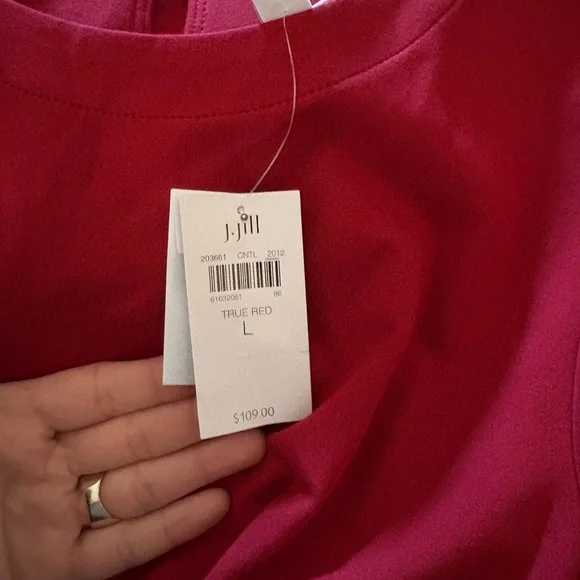 J.Jill
203661 CNTL 2012
91632081 86
TRUE RED
L
$109.00